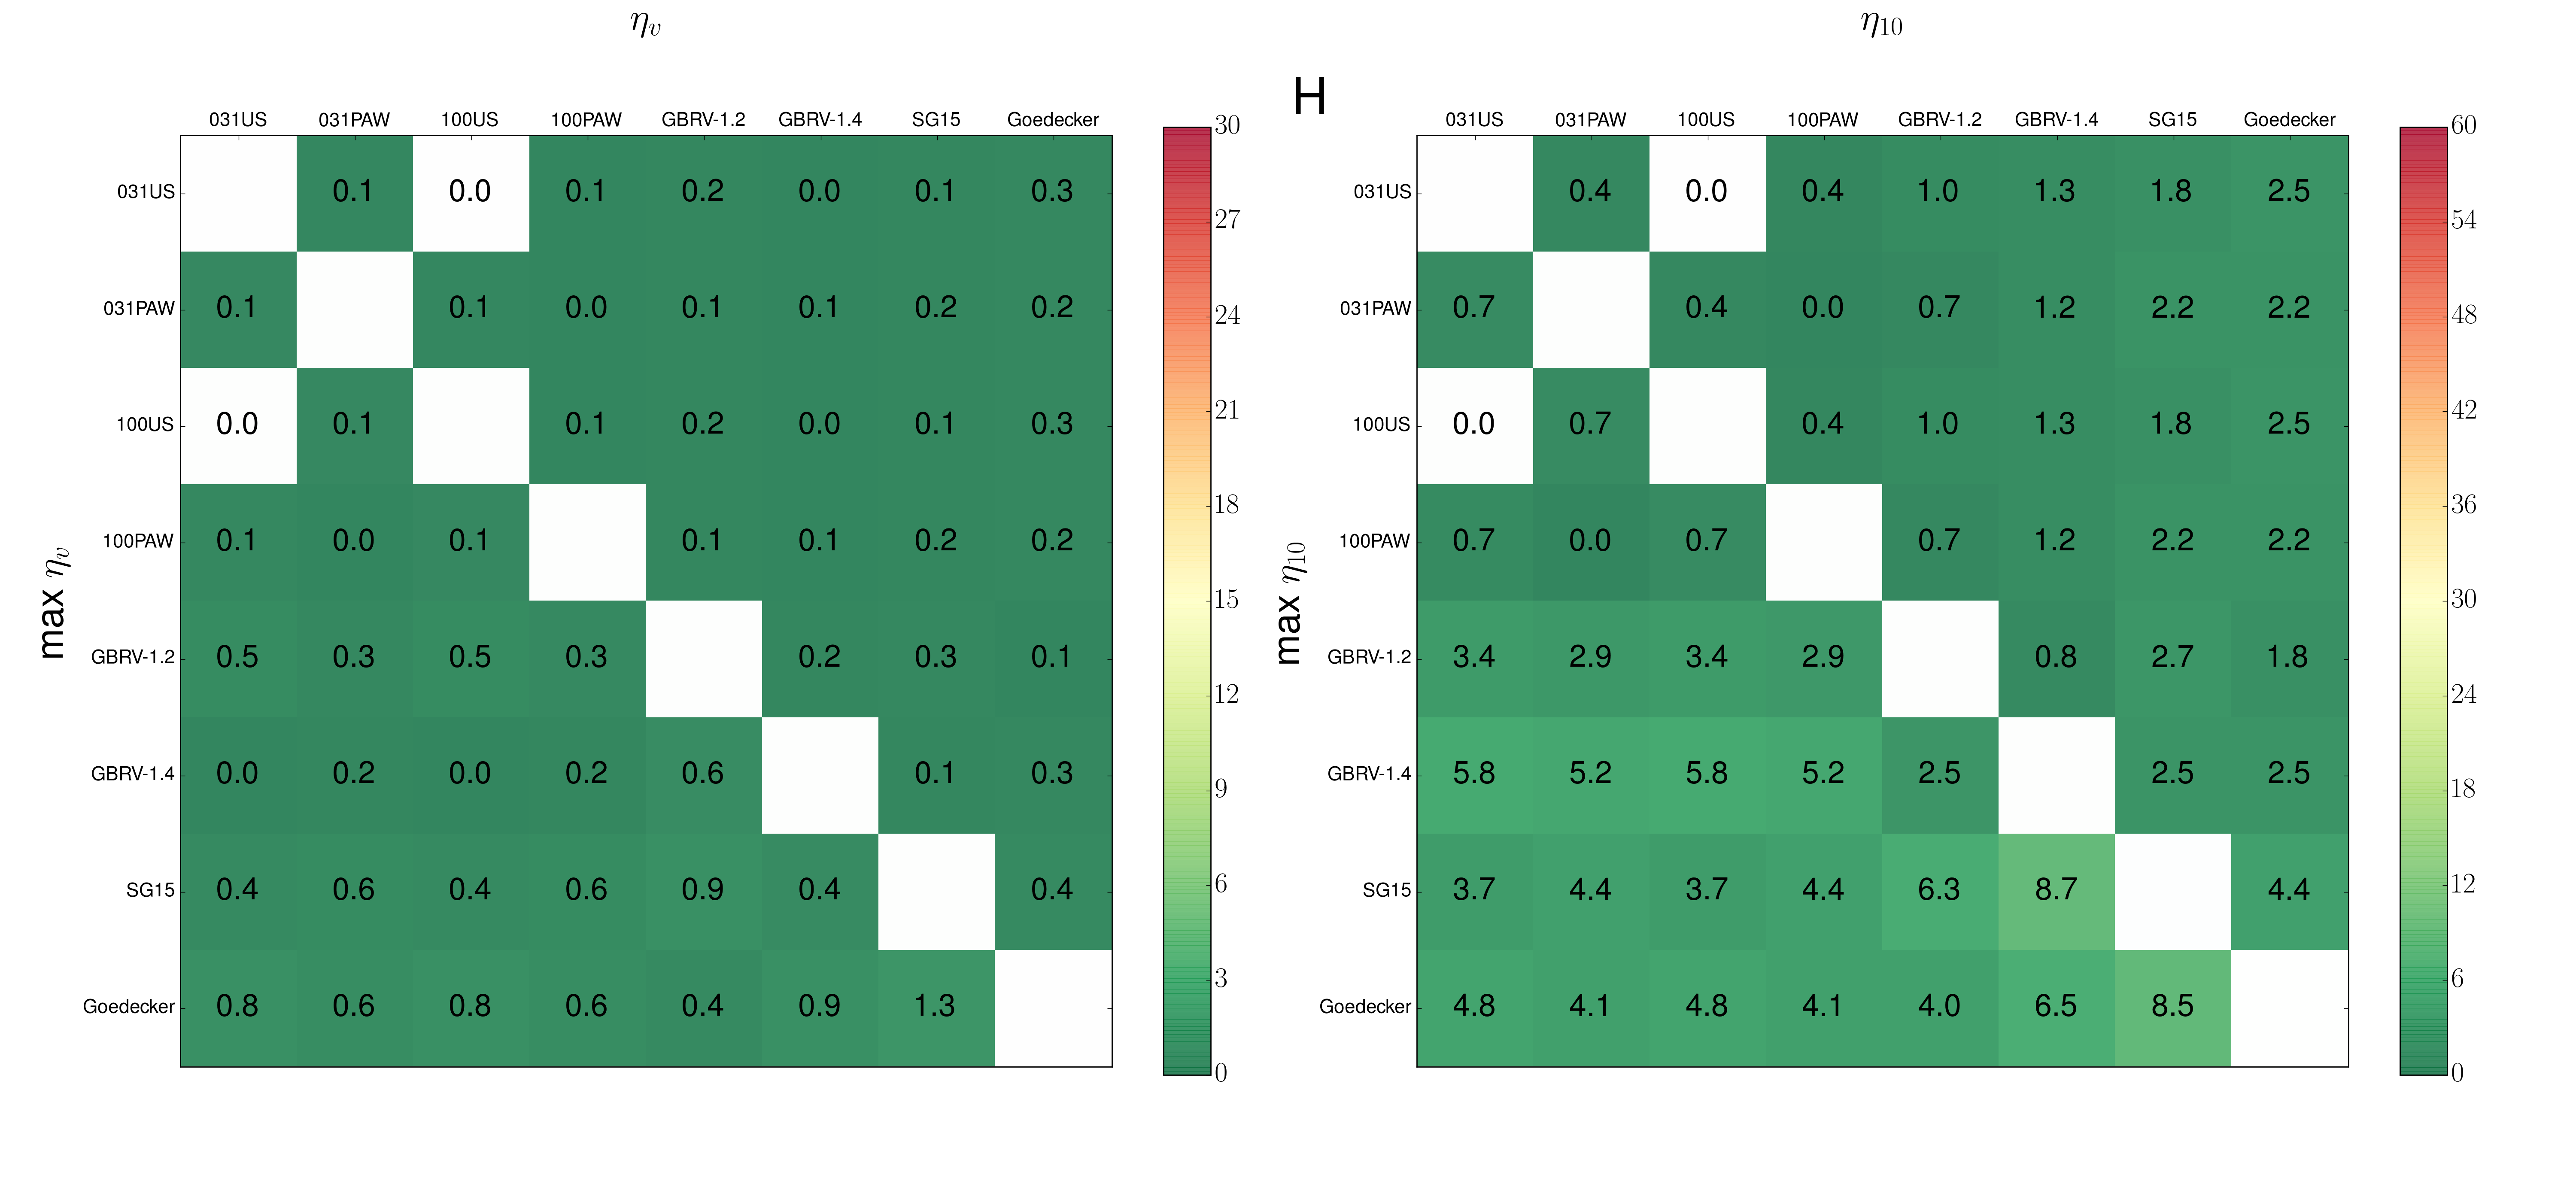 η_v
031US 031PAW 100US 100PAW GBRV-1.2 GBRV-1.4 SG15 Goedecker
031US 0.1 0.0 0.1 0.2 0.0 0.1 0.3
031PAW 0.1 0.1 0.0 0.1 0.1 0.2 0.2
100US 0.0 0.1 0.1 0.2 0.0 0.1 0.3
100PAW 0.1 0.0 0.1 0.1 0.1 0.2 0.2
GBRV-1.2 0.5 0.3 0.5 0.3 0.2 0.3 0.1
GBRV-1.4 0.0 0.2 0.0 0.2 0.6 0.1 0.3
SG15 0.4 0.6 0.4 0.6 0.9 0.4 0.4
Goedecker 0.8 0.6 0.8 0.6 0.4 0.9 1.3
max η_v
30
27
24
21
18
15
12
9
6
3
0
η_10
H
031US 031PAW 100US 100PAW GBRV-1.2 GBRV-1.4 SG15 Goedecker
031US 0.4 0.0 0.4 1.0 1.3 1.8 2.5
031PAW 0.7 0.4 0.0 0.7 1.2 2.2 2.2
100US 0.0 0.7 0.4 1.0 1.3 1.8 2.5
100PAW 0.7 0.0 0.7 0.7 1.2 2.2 2.2
GBRV-1.2 3.4 2.9 3.4 2.9 0.8 2.7 1.8
GBRV-1.4 5.8 5.2 5.8 5.2 2.5 2.5 2.5
SG15 3.7 4.4 3.7 4.4 6.3 8.7 4.4
Goedecker 4.8 4.1 4.8 4.1 4.0 6.5 8.5
max η_10
60
54
48
42
36
30
24
18
12
6
0